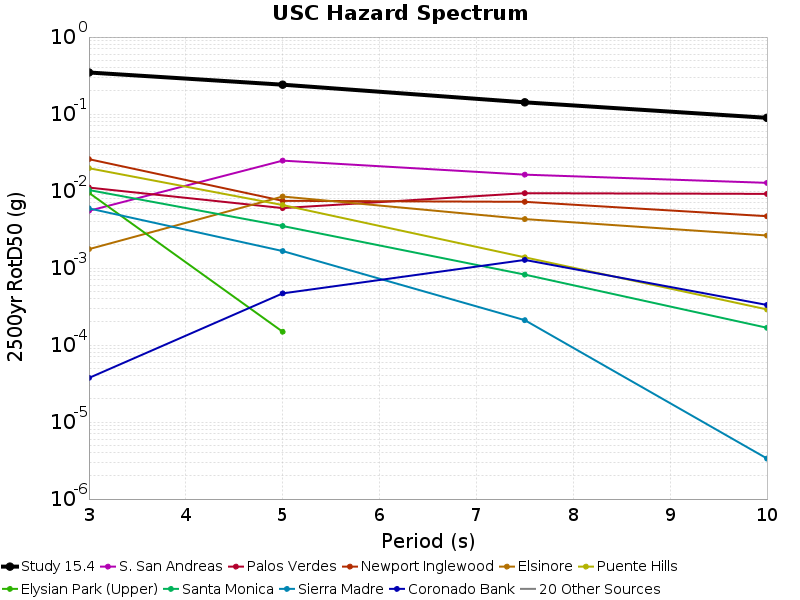 USC Hazard Spectrum
10^0
10^-1
10^-2
10^-3
10^-4
10^-5
10^-6
2500yr RotD50 (g)
3 4 5 6 7 8 9 10
Period (s)
Study 15.4 S. San Andreas Palos Verdes Newport Inglewood Elsinore Puente Hills
Elysian Park (Upper) Santa Monica Sierra Madre Coronado Bank 20 Other Sources